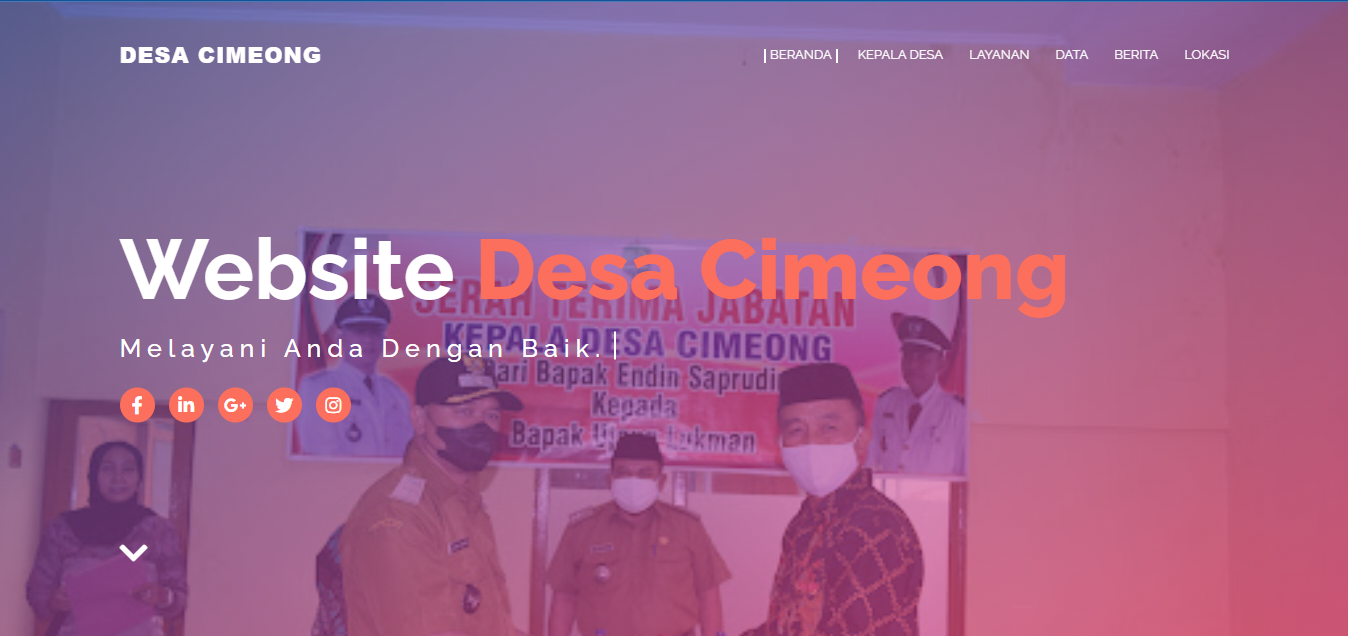 DESA CIMEONG
| BERANDA | KEPALA DESA LAYANAN DATA BERITA LOKASI
Website Desa Cimeong
SERAH TERIMA JABATAN
KEPALA DESA CIMEONG
Melayani Anda Dengan Baik.
Dari Bapak Endin Saprudin
Kepada
Bapak Lukman